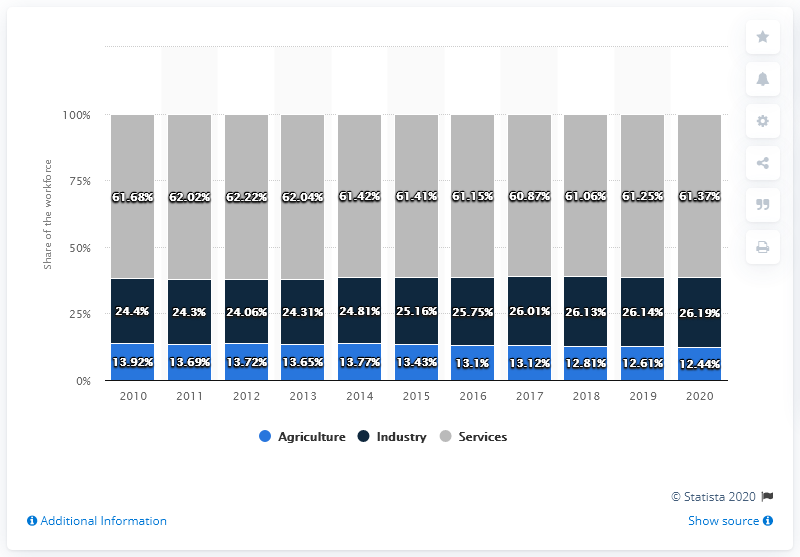 Share of the workforce
100%
75%
50%
25%
0%
61.68% 62.02% 62.22% 62.04% 61.42% 61.41% 61.15% 60.87% 61.06% 61.25% 61.37%
24.4% 24.3% 24.06% 24.31% 24.81% 25.16% 25.75% 26.01% 26.13% 26.14% 26.19%
13.92% 13.69% 13.72% 13.65% 13.77% 13.43% 13.1% 13.12% 12.81% 12.61% 12.44%
2010 2011 2012 2013 2014 2015 2016 2017 2018 2019 2020
Agriculture Industry Services
© Statista 2020
Additional Information Show source